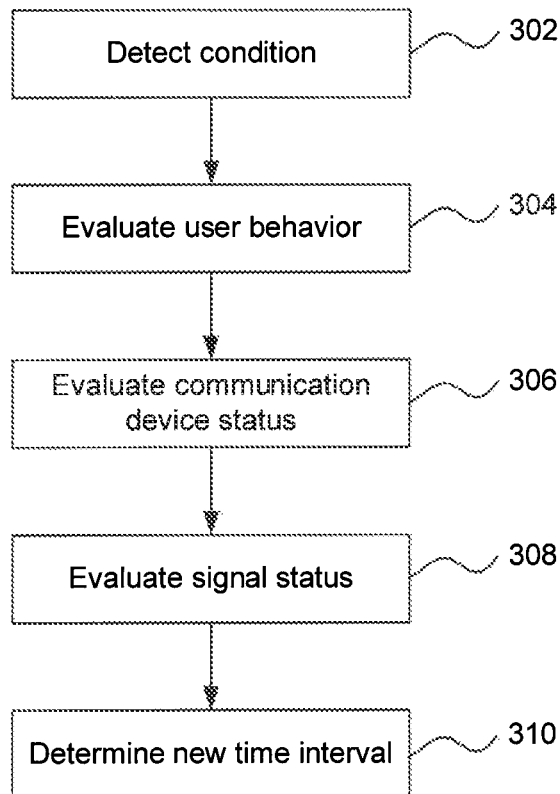 Detect condition
302
Evaluate user behavior
304
Evaluate communication
device status
306
Evaluate signal status
308
Determine new time interval
310